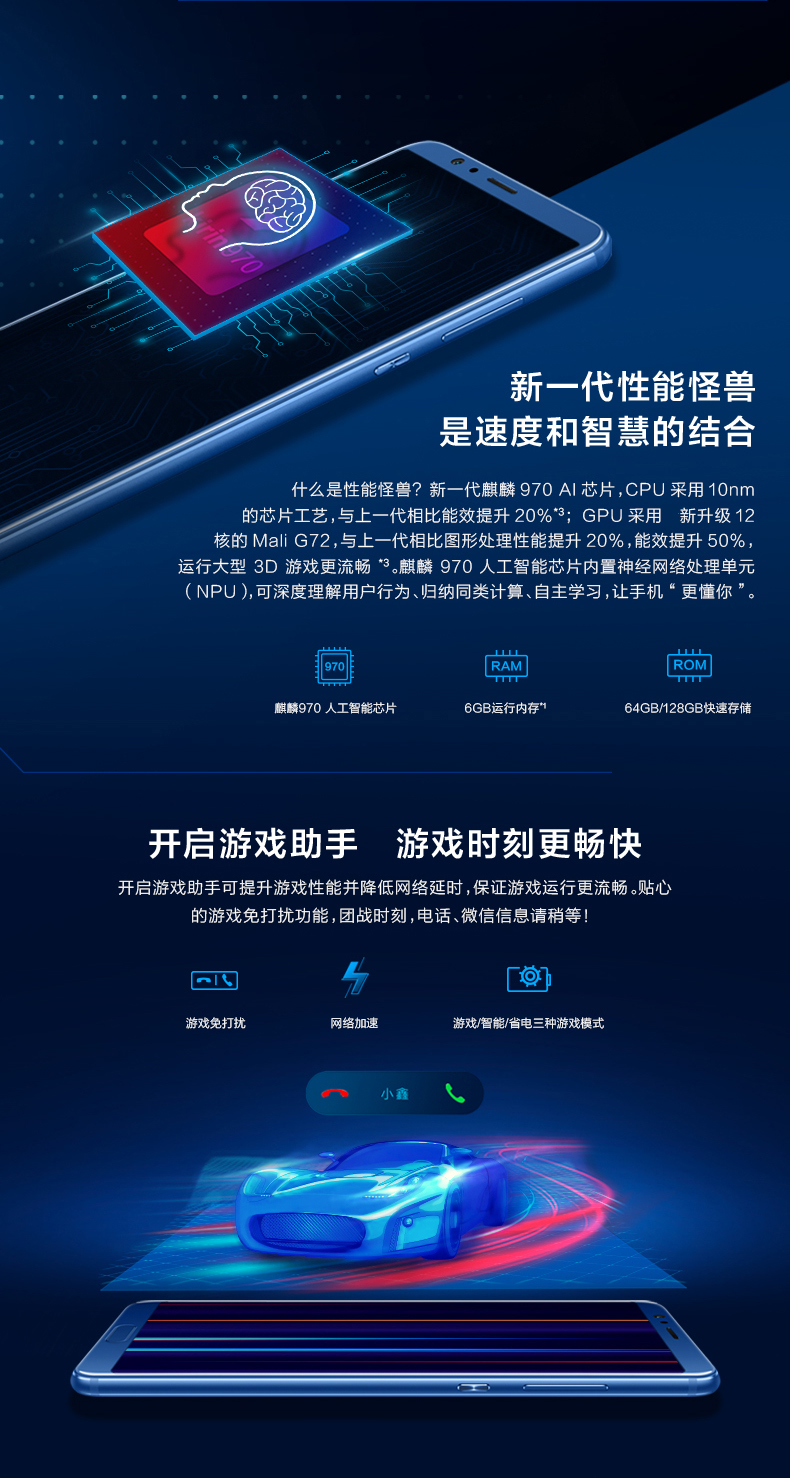 rin970
新一代性能怪兽
是速度和智慧的结合
什么是性能怪兽？新一代麒麟 970 AI 芯片，CPU 采用 10nm
的芯片工艺，与上一代相比能效提升 20%*³；GPU 采用 新升级 12
核的 Mali G72，与上一代相比图形处理性能提升 20%，能效提升 50%，
运行大型 3D 游戏更流畅 *³。麒麟 970 人工智能芯片内置神经网络处理单元
（NPU），可深度理解用户行为、归纳同类计算、自主学习，让手机“ 更懂你 ”。
970 RAM ROM
麒麟970 人工智能芯片 6GB运行内存*¹ 64GB/128GB快速存储
开启游戏助手 游戏时刻更畅快
开启游戏助手可提升游戏性能并降低网络延时，保证游戏运行更流畅。贴心
的游戏免打扰功能，团战时刻，电话、微信信息请稍等！
游戏免打扰 网络加速 游戏/智能/省电三种游戏模式
小鑫